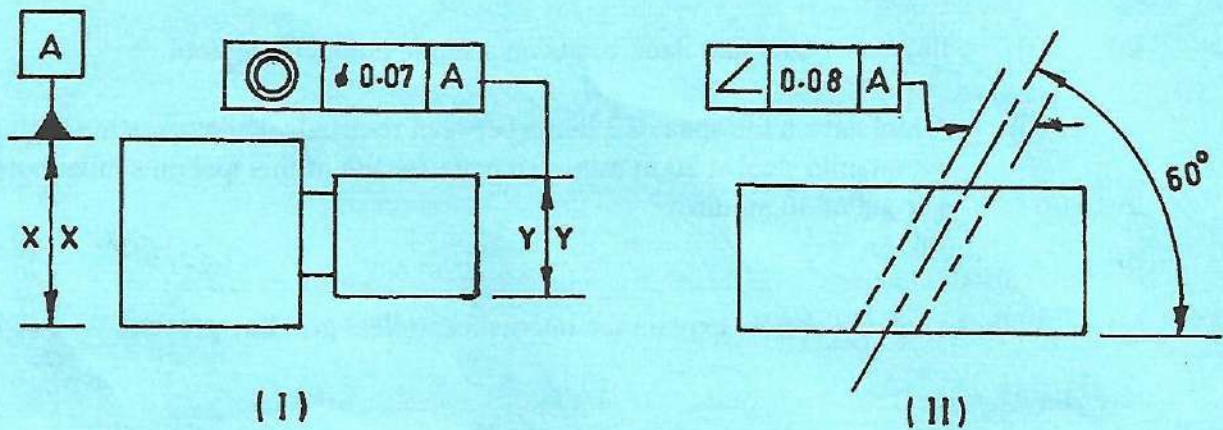 A
◎ ⌀ 0.07 A
∠ 0.08 A
X X
Y Y
60°
(I)
(II)